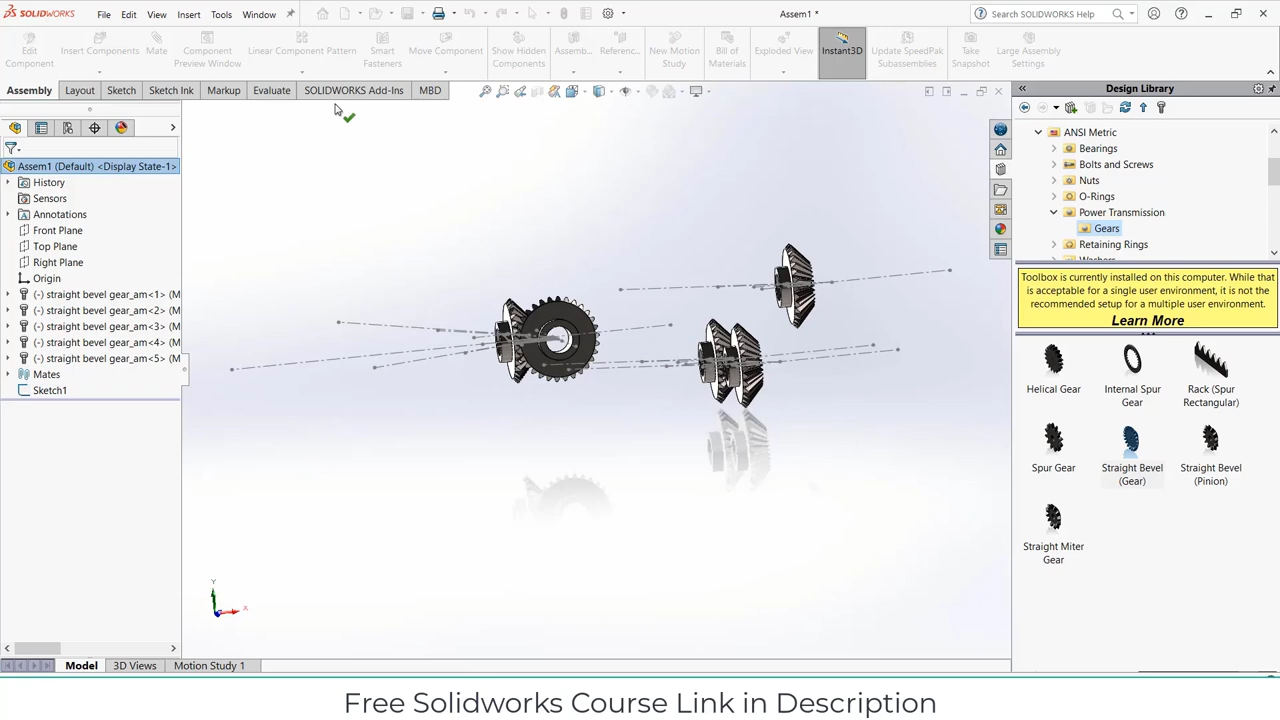 SOLIDWORKS File Edit View Insert Tools Window Assem1 * Search SOLIDWORKS Help
Edit Component
Insert Components
Mate
Component Preview Window
Linear Component Pattern
Smart Fasteners
Move Component
Show Hidden Components
Assemb...
Referenc...
New Motion Study
Bill of Materials
Exploded View
Instant3D
Update SpeedPak Subassemblies
Take Snapshot
Large Assembly Settings
Assembly Layout Sketch Sketch Ink Markup Evaluate SOLIDWORKS Add-Ins MBD
Assem1 (Default) <Display State-1>
History
Sensors
Annotations
Front Plane
Top Plane
Right Plane
Origin
(-) straight bevel gear_am<1> (M
(-) straight bevel gear_am<2> (M
(-) straight bevel gear_am<3> (M
(-) straight bevel gear_am<4> (M
(-) straight bevel gear_am<5> (M
Mates
Sketch1
Y
X
Design Library
ANSI Metric
Bearings
Bolts and Screws
Nuts
O-Rings
Power Transmission
Gears
Retaining Rings
Toolbox is currently installed on this computer. While that
is acceptable for a single user environment, it is not the
recommended setup for a multiple user environment.
Learn More
Helical Gear
Internal Spur Gear
Rack (Spur Rectangular)
Spur Gear
Straight Bevel (Gear)
Straight Bevel (Pinion)
Straight Miter Gear
Model 3D Views Motion Study 1
Free Solidworks Course Link in Description